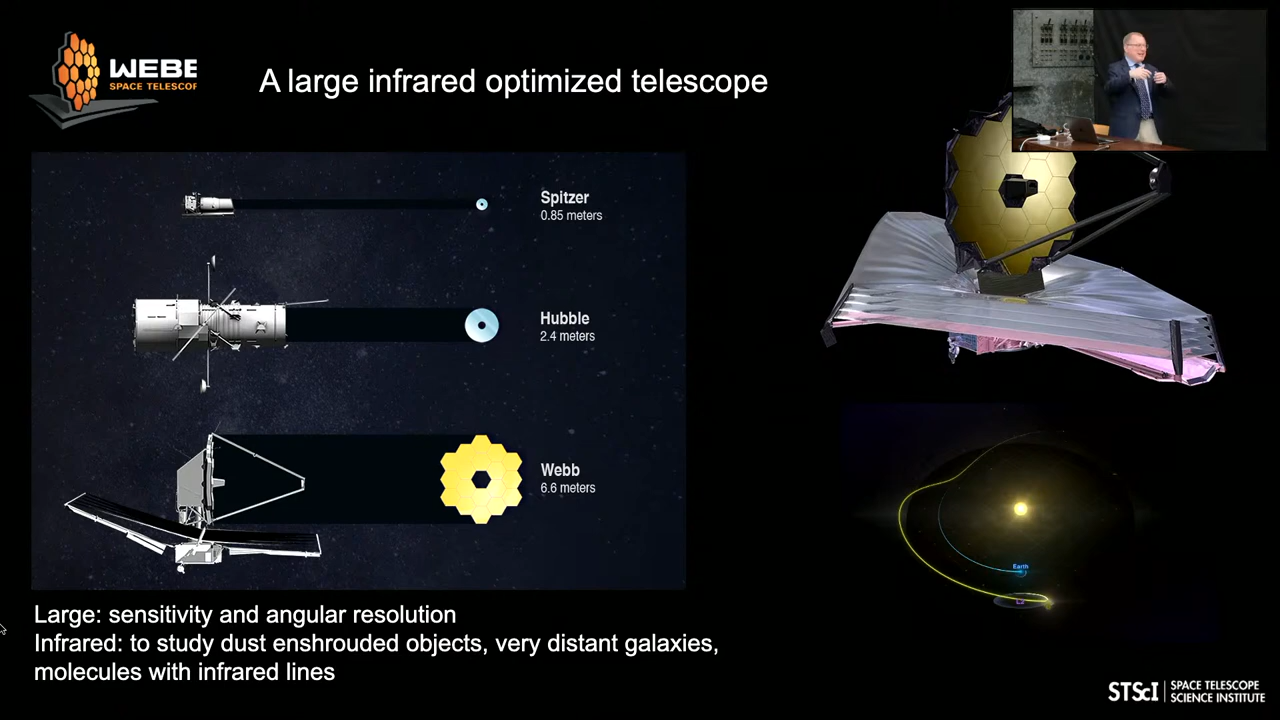 WEBB
SPACE TELESCOP
A large infrared optimized telescope
Spitzer
0.85 meters
Hubble
2.4 meters
Webb
6.6 meters
Earth
L2
Large: sensitivity and angular resolution
Infrared: to study dust enshrouded objects, very distant galaxies,
molecules with infrared lines
STScI | SPACE TELESCOPE
SCIENCE INSTITUTE